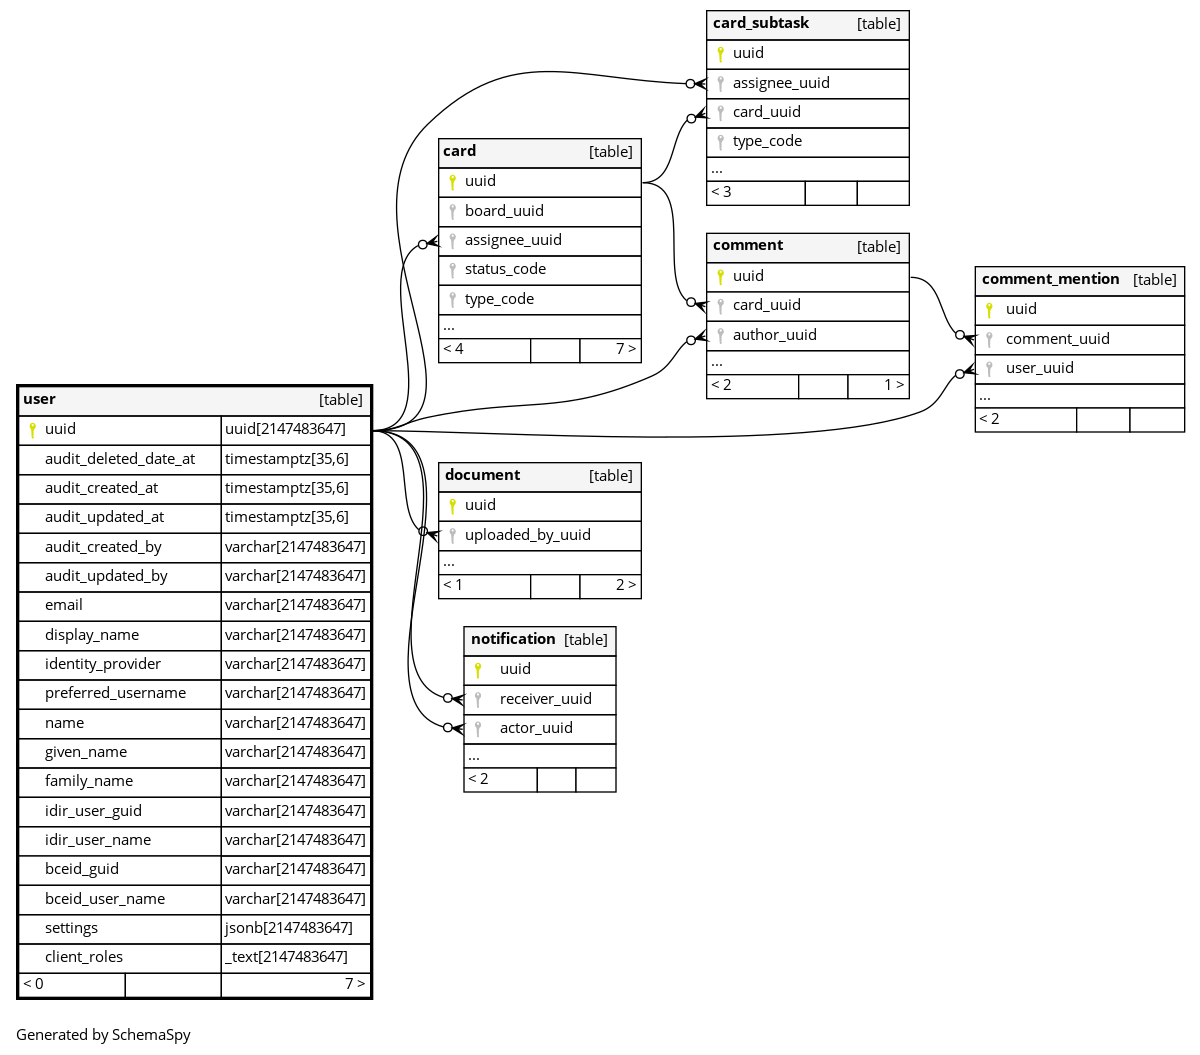 card_subtask [table]
uuid
assignee_uuid
card_uuid
type_code
...
< 3
card [table]
uuid
board_uuid
assignee_uuid
status_code
type_code
...
< 4 7 >
comment [table]
uuid
card_uuid
author_uuid
...
< 2 1 >
comment_mention [table]
uuid
comment_uuid
user_uuid
...
< 2
user [table]
uuid uuid[2147483647]
audit_deleted_date_at timestamptz[35,6]
audit_created_at timestamptz[35,6]
audit_updated_at timestamptz[35,6]
audit_created_by varchar[2147483647]
audit_updated_by varchar[2147483647]
email varchar[2147483647]
display_name varchar[2147483647]
identity_provider varchar[2147483647]
preferred_username varchar[2147483647]
name varchar[2147483647]
given_name varchar[2147483647]
family_name varchar[2147483647]
idir_user_guid varchar[2147483647]
idir_user_name varchar[2147483647]
bceid_guid varchar[2147483647]
bceid_user_name varchar[2147483647]
settings jsonb[2147483647]
client_roles _text[2147483647]
< 0 7 >
document [table]
uuid
uploaded_by_uuid
...
< 1 2 >
notification [table]
uuid
receiver_uuid
actor_uuid
...
< 2
Generated by SchemaSpy